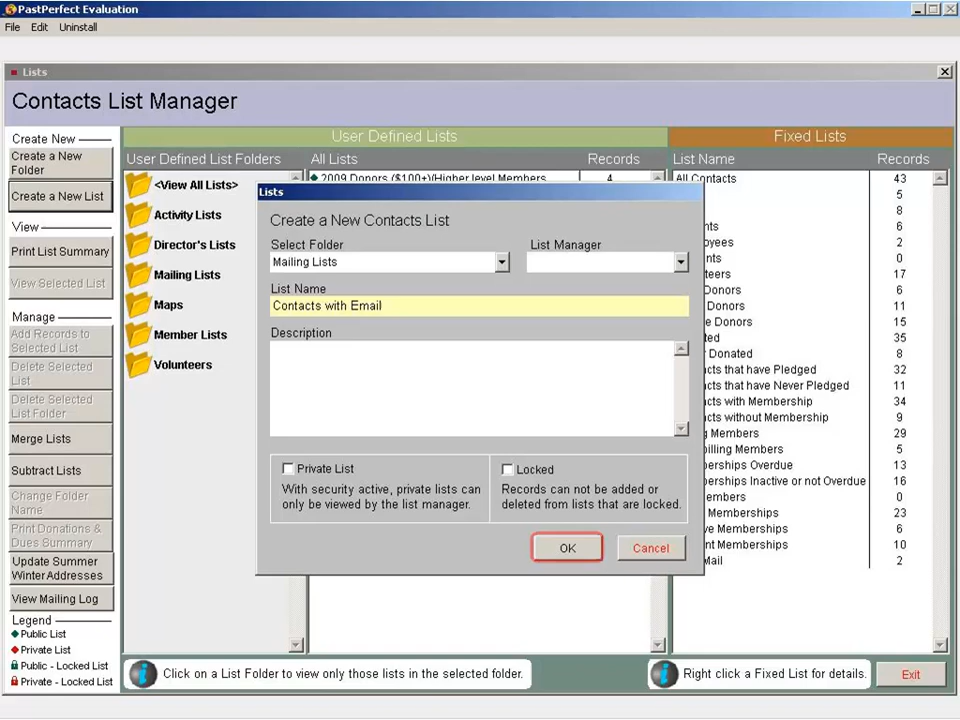 PastPerfect Evaluation
File Edit Uninstall
Lists
Contacts List Manager
Create New
Create a New
Folder
Create a New List
View
Print List Summary
View Selected List
Manage
Add Records to
Selected List
Delete Selected
List
Delete Selected
List Folder
Merge Lists
Subtract Lists
Change Folder
Name
Print Donations &
Dues Summary
Update Summer
Winter Addresses
View Mailing Log
Legend
Public List
Private List
Public - Locked List
Private - Locked List
User Defined Lists
User Defined List Folders All Lists Records
<View All Lists>
Activity Lists
Director's Lists
Mailing Lists
Maps
Member Lists
Volunteers
2009 Donors ($100+)/Higher level Members 4
Lists
Create a New Contacts List
Select Folder List Manager
Mailing Lists
List Name
Contacts with Email
Description
Private List
With security active, private lists can
only be viewed by the list manager.
Locked
Records can not be added or
deleted from lists that are locked.
OK Cancel
Fixed Lists
List Name Records
All Contacts 43
5
8
nts 6
oyees 2
nts 0
teers 17
Donors 6
Donors 11
e Donors 15
ted 35
Donated 8
cts that have Pledged 32
cts that have Never Pledged 11
cts with Membership 34
cts without Membership 9
g Members 29
billing Members 5
berships Overdue 13
berships Inactive or not Overdue 16
embers 0
Memberships 23
ve Memberships 6
nt Memberships 10
Mail 2
Click on a List Folder to view only those lists in the selected folder.
Right click a Fixed List for details.
Exit